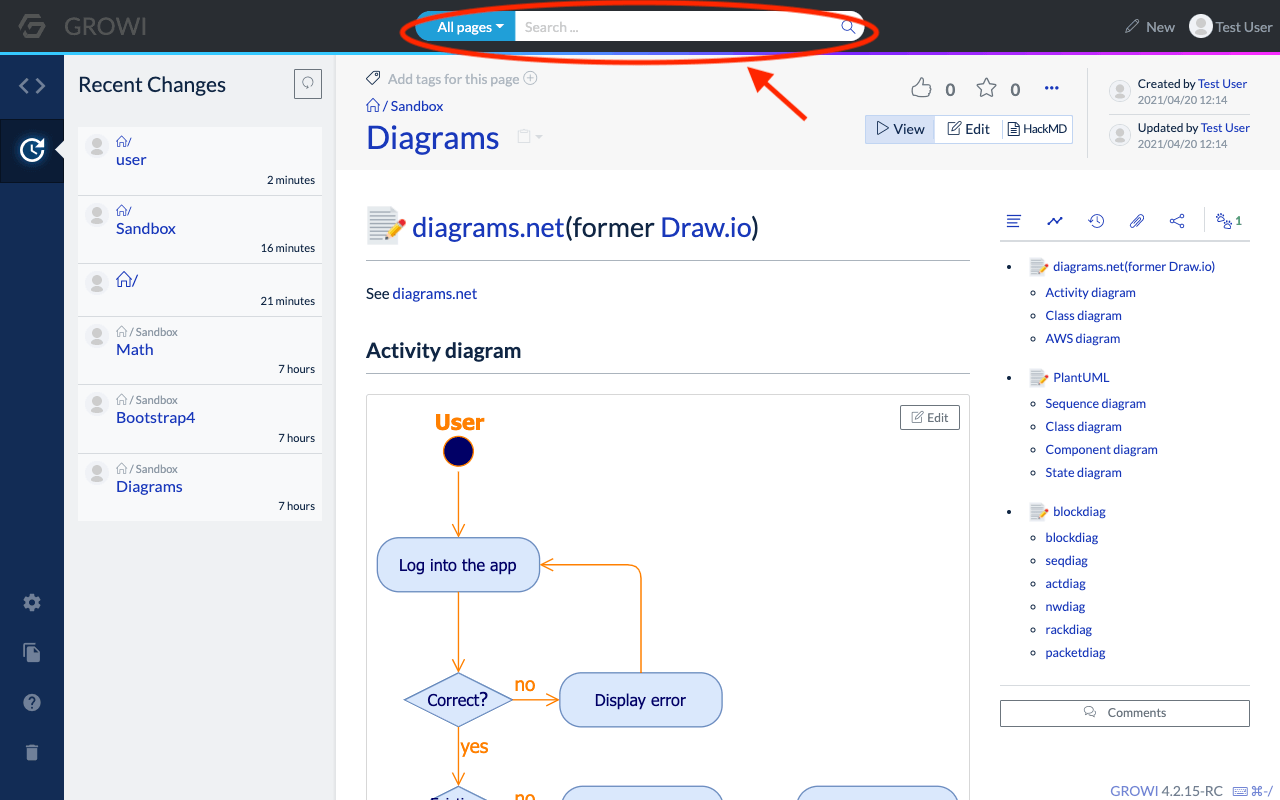 GROWI
All pages
Search ...
New
Test User
Recent Changes
/
user
2 minutes
/
Sandbox
16 minutes
/
21 minutes
/ Sandbox
Math
7 hours
/ Sandbox
Bootstrap4
7 hours
/ Sandbox
Diagrams
7 hours
Add tags for this page
/ Sandbox
Diagrams
0
0
View
Edit
HackMD
Created by Test User
2021/04/20 12:14
Updated by Test User
2021/04/20 12:14
diagrams.net(former Draw.io)
See diagrams.net
Activity diagram
Edit
User
Log into the app
Correct?
no
Display error
yes
no
1
diagrams.net(former Draw.io)
Activity diagram
Class diagram
AWS diagram
PlantUML
Sequence diagram
Class diagram
Component diagram
State diagram
blockdiag
blockdiag
seqdiag
actdiag
nwdiag
rackdiag
packetdiag
Comments
GROWI 4.2.15-RC ⌘-/